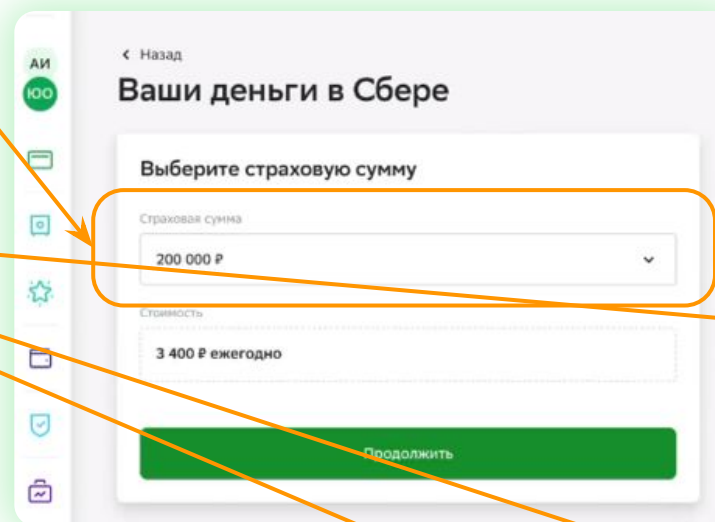 АИ
ЮО
Назад
Ваши деньги в Сбере
Выберите страховую сумму
Страховая сумма
200 000 ₽
Стоимость
3 400 ₽ ежегодно
Продолжить